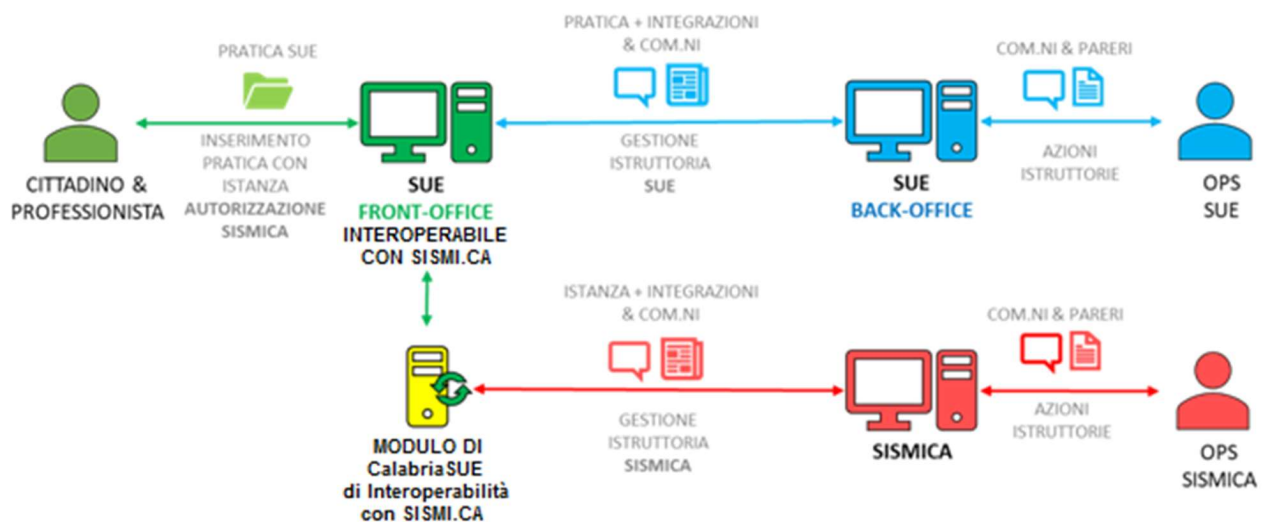 PRATICA SUE
INSERIMENTO
PRATICA CON
ISTANZA
AUTORIZZAZIONE
SISMICA
CITTADINO &
PROFESSIONISTA
SUE
FRONT-OFFICE
INTEROPERABILE
CON SISMI.CA
PRATICA + INTEGRAZIONI
& COM.NI
GESTIONE
ISTRUTTORIA
SUE
SUE
BACK-OFFICE
COM.NI & PARERI
AZIONI
ISTRUTTORIE
OPS
SUE
MODULO DI
CalabriaSUE
di Interoperabilità
con SISMI.CA
ISTANZA + INTEGRAZIONI
& COM.NI
GESTIONE
ISTRUTTORIA
SISMICA
SISMICA
COM.NI & PARERI
AZIONI
ISTRUTTORIE
OPS
SISMICA